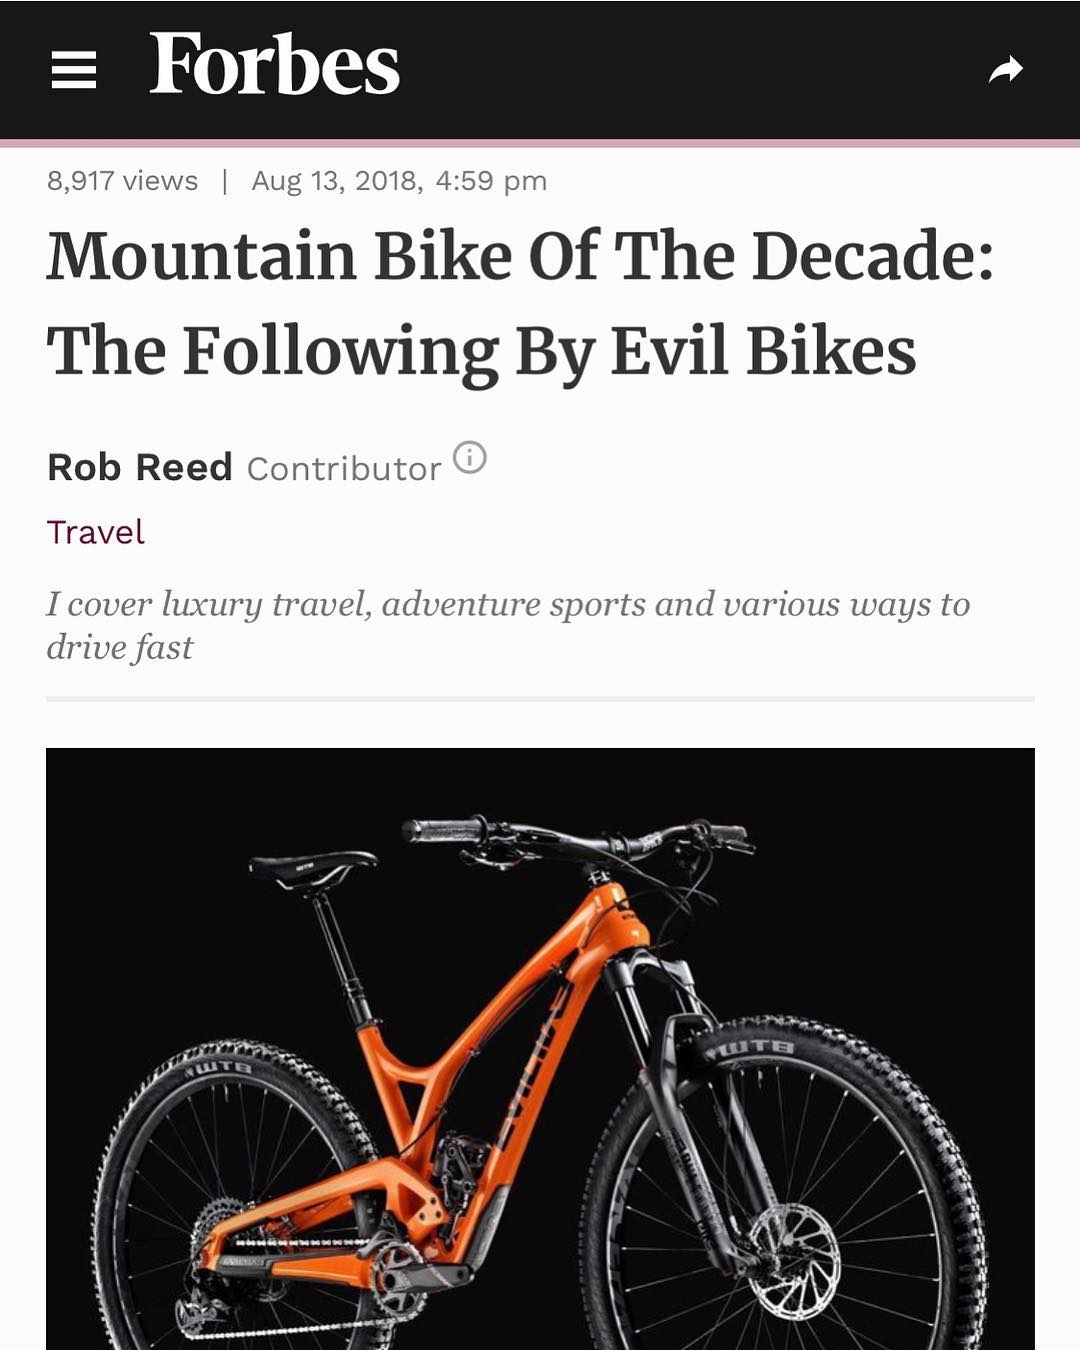 Forbes
8,917 views | Aug 13, 2018, 4:59 pm
Mountain Bike Of The Decade:
The Following By Evil Bikes
Rob Reed Contributor
Travel
I cover luxury travel, adventure sports and various ways to
drive fast
WTB
WTB